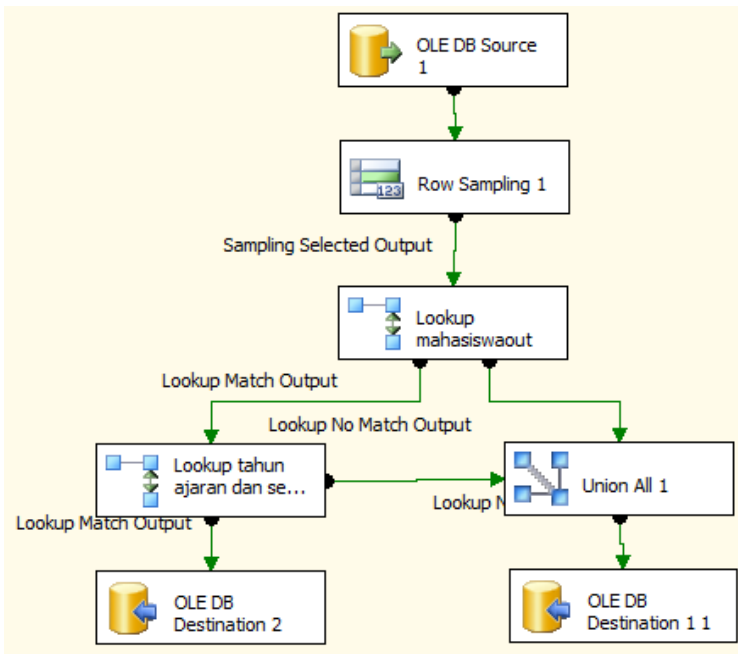 OLE DB Source
1
123
Row Sampling 1
Sampling Selected Output
Lookup
mahasiswaout
Lookup Match Output
Lookup No Match Output
Lookup tahun
ajaran dan se...
Union All 1
Lookup N
Lookup Match Output
OLE DB
Destination 2
OLE DB
Destination 1 1